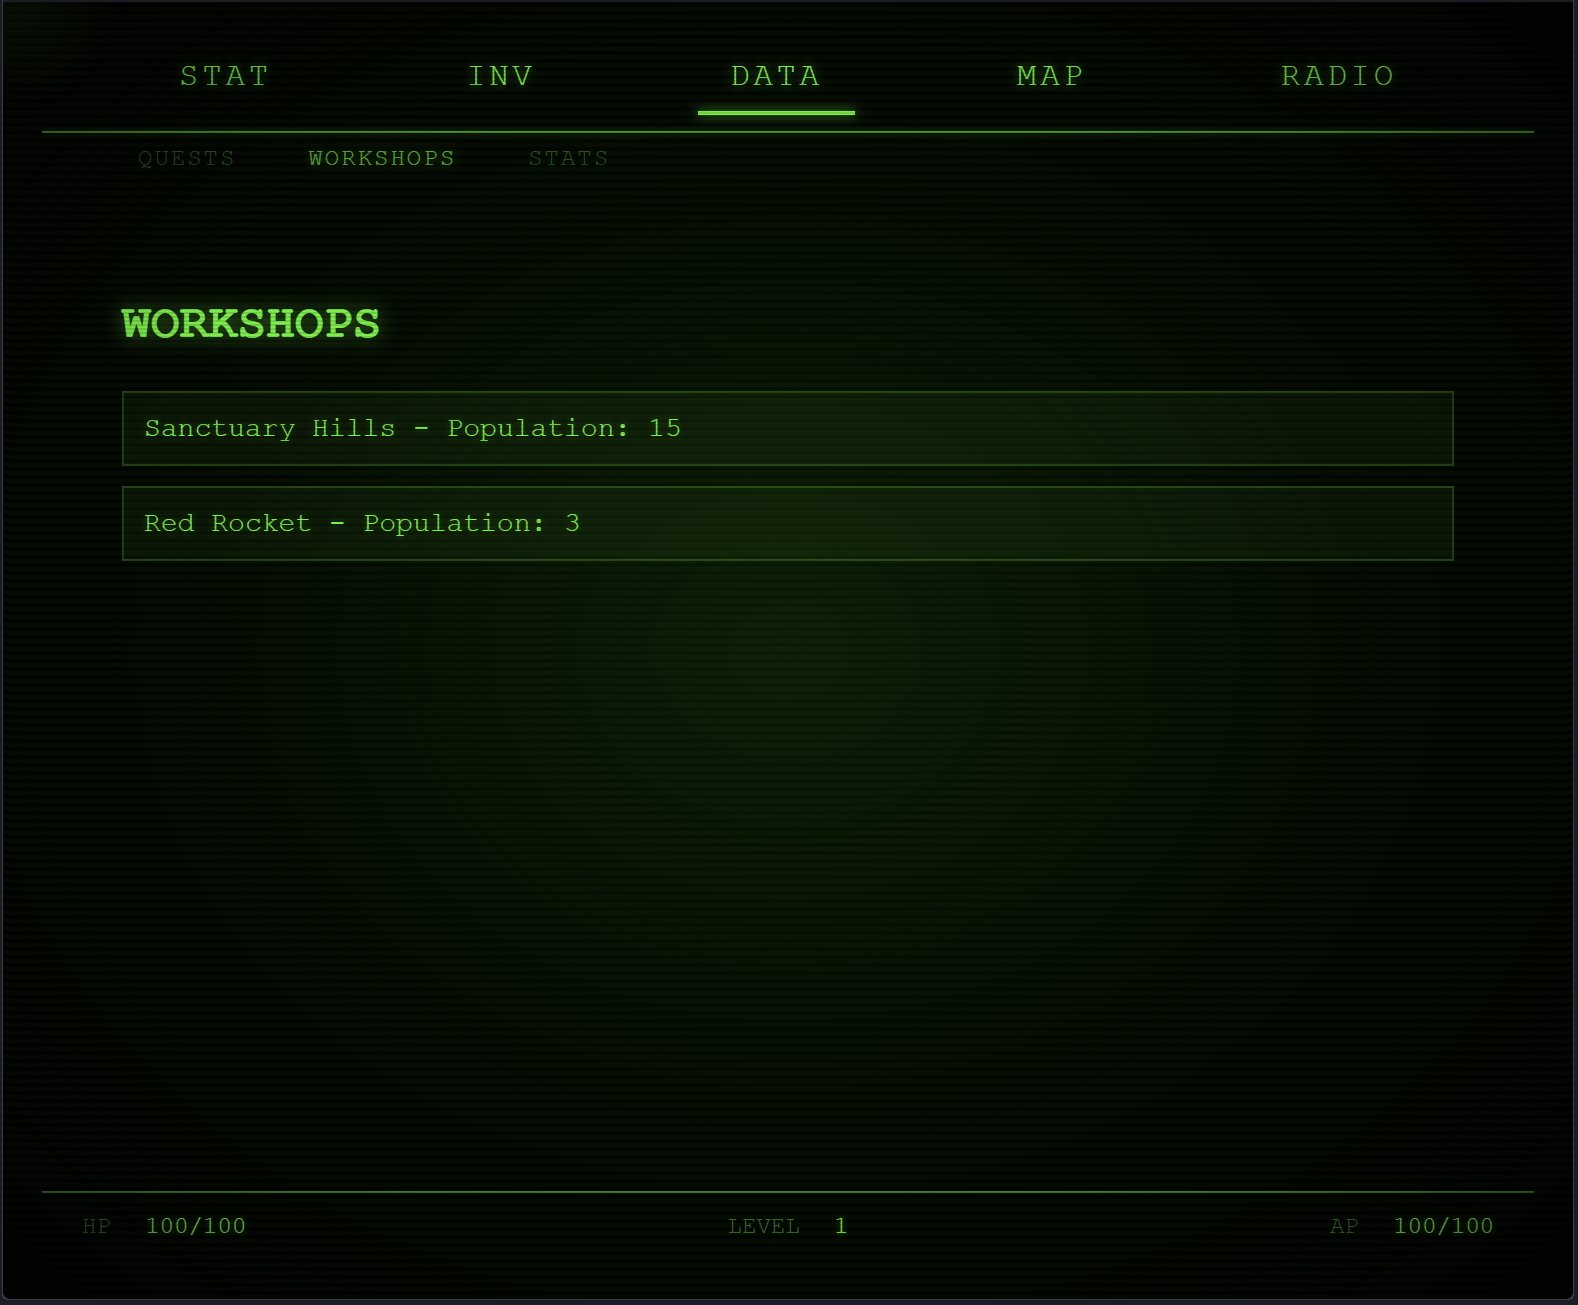 STAT INV DATA MAP RADIO
QUESTS WORKSHOPS STATS
WORKSHOPS
Sanctuary Hills - Population: 15
Red Rocket - Population: 3
HP 100/100 LEVEL 1 AP 100/100